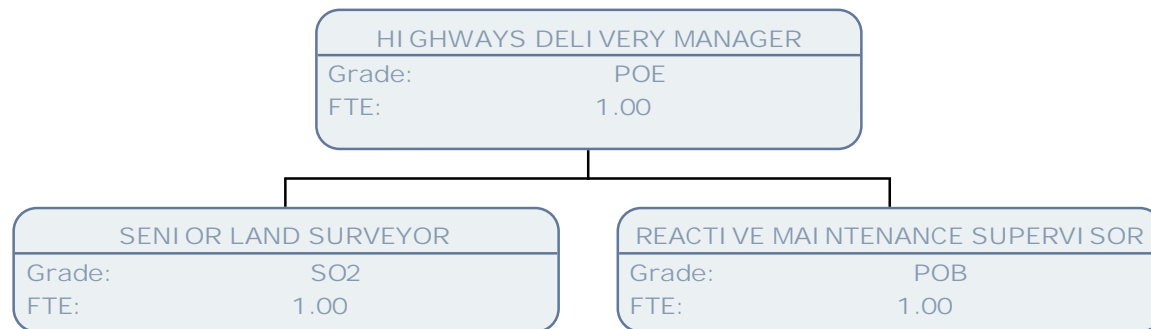 HIGHWAYS DELIVERY MANAGER
Grade: POE
FTE: 1.00
SENIOR LAND SURVEYOR
Grade: SO2
FTE: 1.00
REACTIVE MAINTENANCE SUPERVISOR
Grade: POB
FTE: 1.00